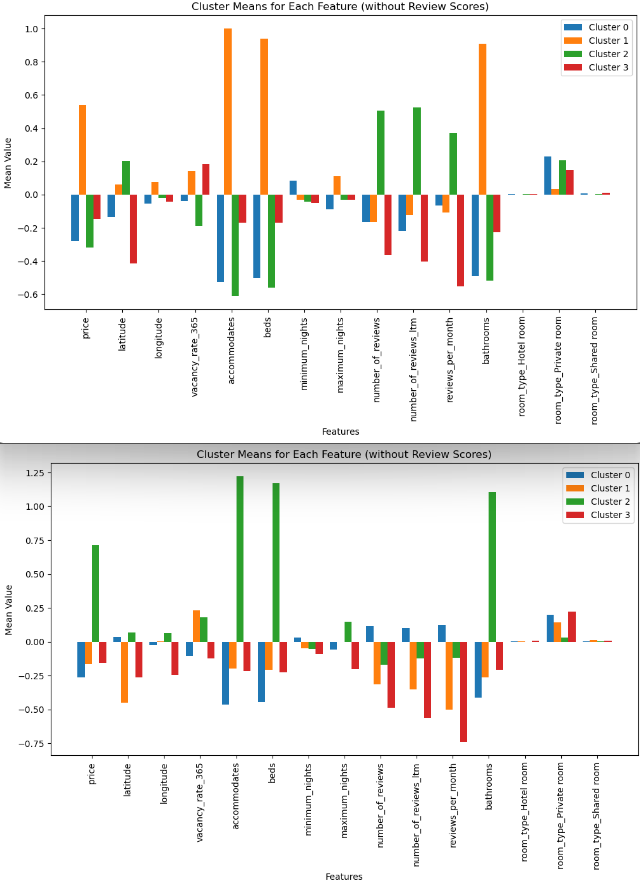 Cluster Means for Each Feature (without Review Scores)
Cluster 0
Cluster 1
Cluster 2
Cluster 3
1.0
0.8
0.6
0.4
0.2
0.0
−0.2
−0.4
−0.6
Mean Value
price
latitude
longitude
vacancy_rate_365
accommodates
beds
minimum_nights
maximum_nights
number_of_reviews
number_of_reviews_ltm
reviews_per_month
bathrooms
room_type_Hotel room
room_type_Private room
room_type_Shared room
Features
Cluster Means for Each Feature (without Review Scores)
Cluster 0
Cluster 1
Cluster 2
Cluster 3
1.25
1.00
0.75
0.50
0.25
0.00
−0.25
−0.50
−0.75
Mean Value
price
latitude
longitude
vacancy_rate_365
accommodates
beds
minimum_nights
maximum_nights
number_of_reviews
number_of_reviews_ltm
reviews_per_month
bathrooms
room_type_Hotel room
room_type_Private room
room_type_Shared room
Features